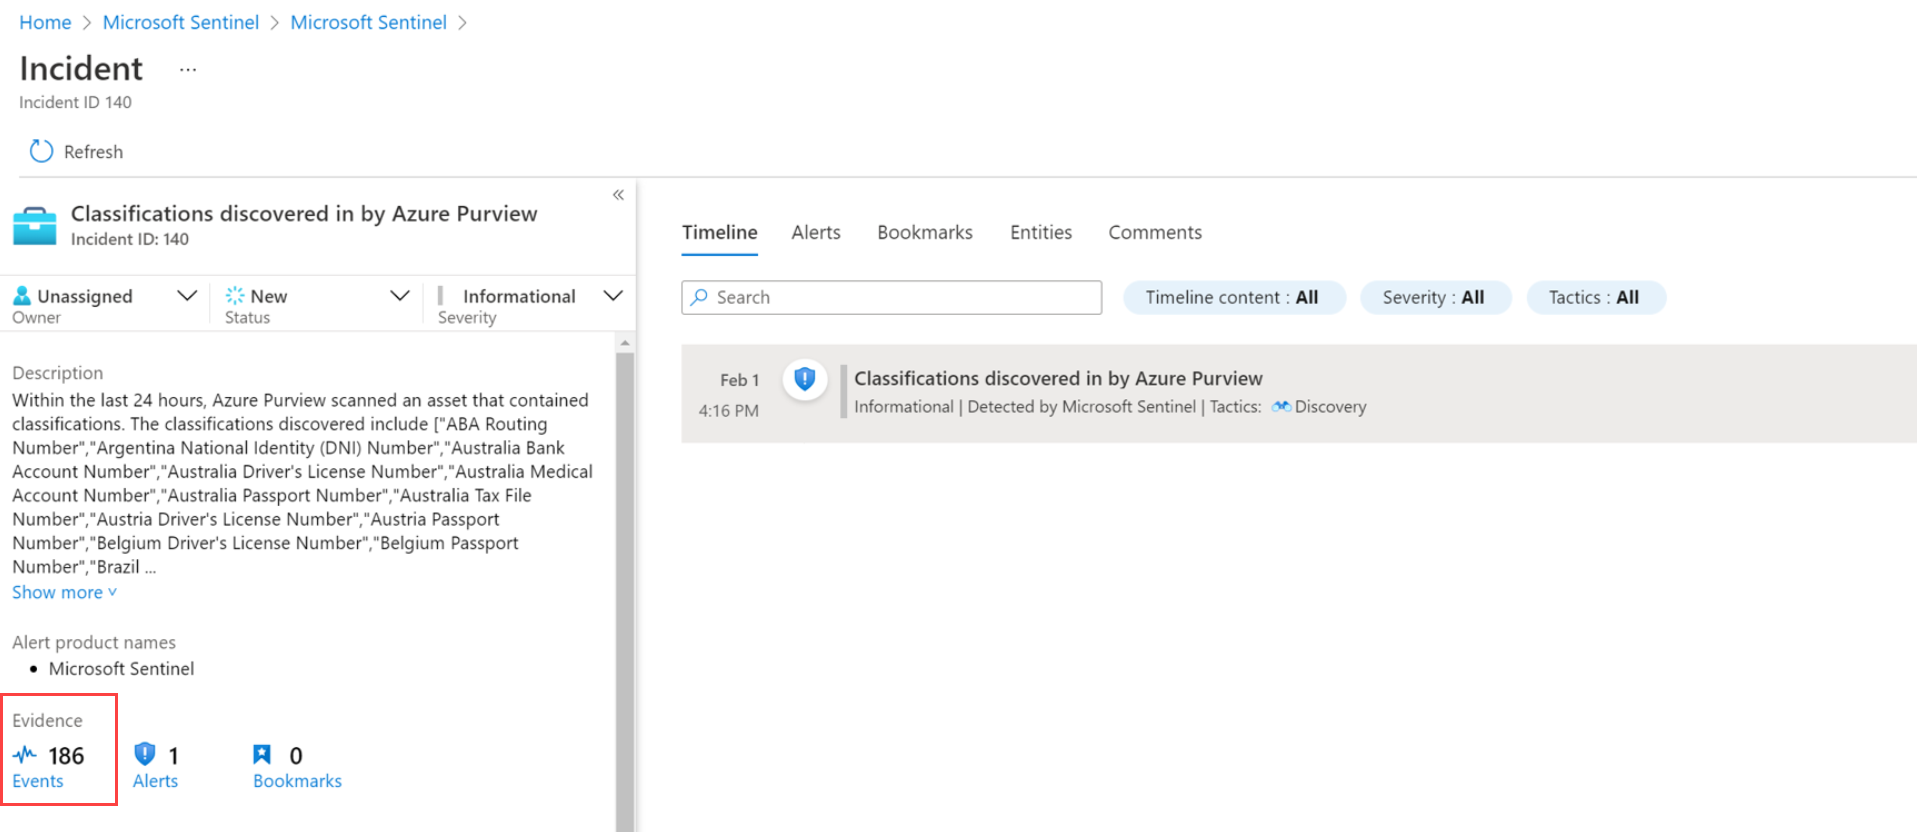 Home > Microsoft Sentinel > Microsoft Sentinel >
Incident ...
Incident ID 140
Refresh
«
Classifications discovered in by Azure Purview
Incident ID: 140
Unassigned
Owner
New
Status
Informational
Severity
Description
Within the last 24 hours, Azure Purview scanned an asset that contained
classifications. The classifications discovered include ["ABA Routing
Number","Argentina National Identity (DNI) Number","Australia Bank
Account Number","Australia Driver's License Number","Australia Medical
Account Number","Australia Passport Number","Australia Tax File
Number","Austria Driver's License Number","Austria Passport
Number","Belgium Driver's License Number","Belgium Passport
Number","Brazil ...
Show more
Alert product names
• Microsoft Sentinel
Evidence
186
Events
1
Alerts
0
Bookmarks
Timeline Alerts Bookmarks Entities Comments
Search
Timeline content : All
Severity : All
Tactics : All
Feb 1
4:16 PM
Classifications discovered in by Azure Purview
Informational | Detected by Microsoft Sentinel | Tactics: Discovery